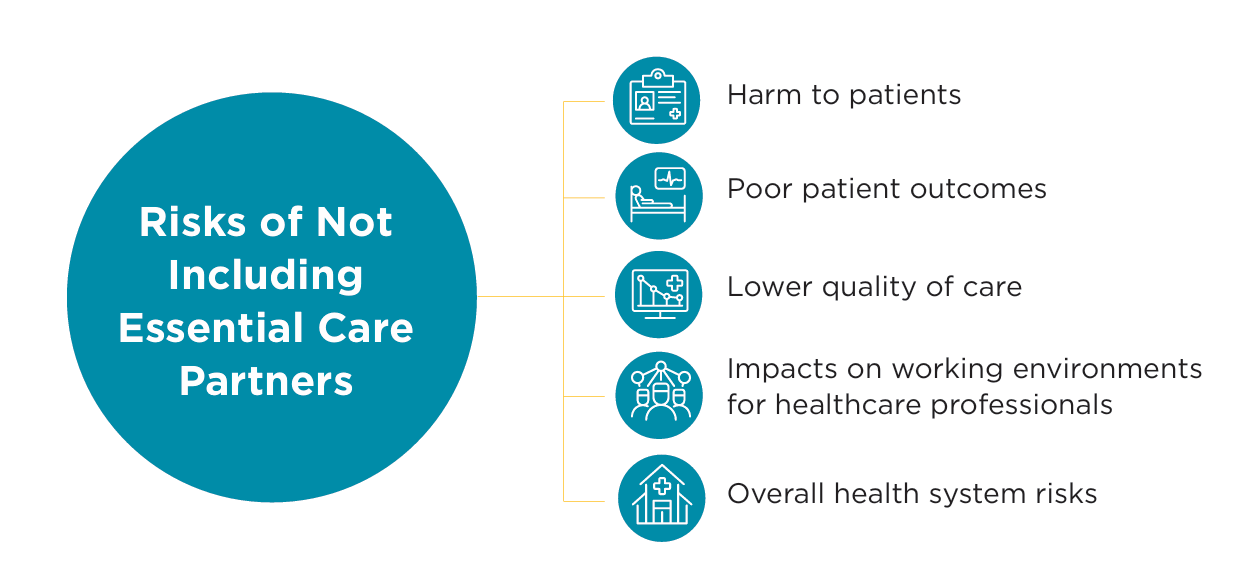 Risks of Not
Including
Essential Care
Partners
Harm to patients
Poor patient outcomes
Lower quality of care
Impacts on working environments
for healthcare professionals
Overall health system risks